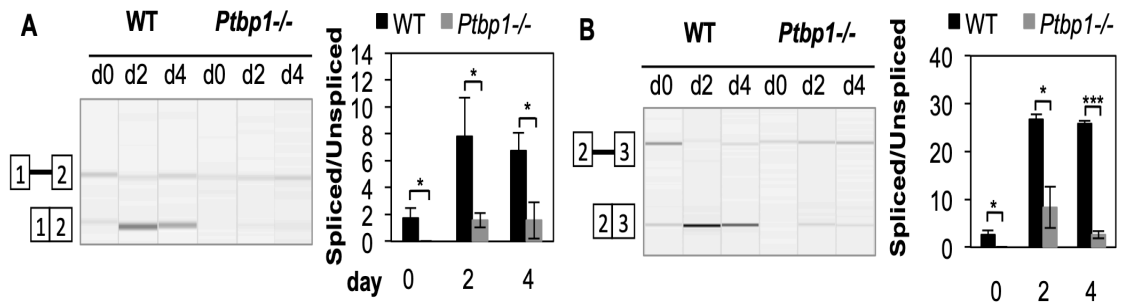 A
WT Ptbp1-/-
d0 d2 d4 d0 d2 d4
1 2
1 2
WT Ptbp1-/-
Spliced/Unspliced
14
12
10
8
6
4
2
0
* * *
day 0 2 4
B
WT Ptbp1-/-
d0 d2 d4 d0 d2 d4
2 3
2 3
WT Ptbp1-/-
Spliced/Unspliced
40
30
20
10
0
* * ***
0 2 4